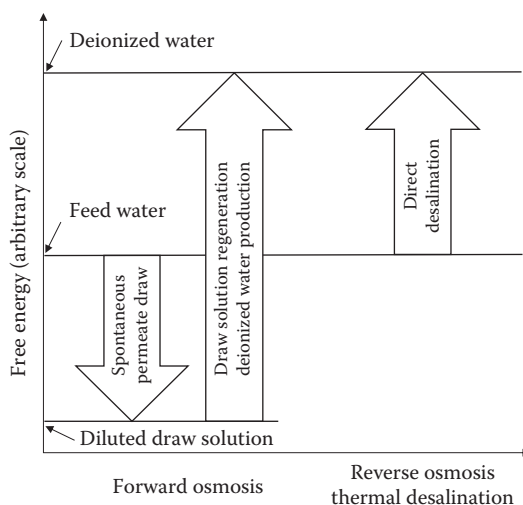 Deionized water
Free energy (arbitrary scale)
Feed water
Spontaneous
permeate draw
Draw solution regeneration
deionized water production
Direct
desalination
Diluted draw solution
Forward osmosis
Reverse osmosis
thermal desalination